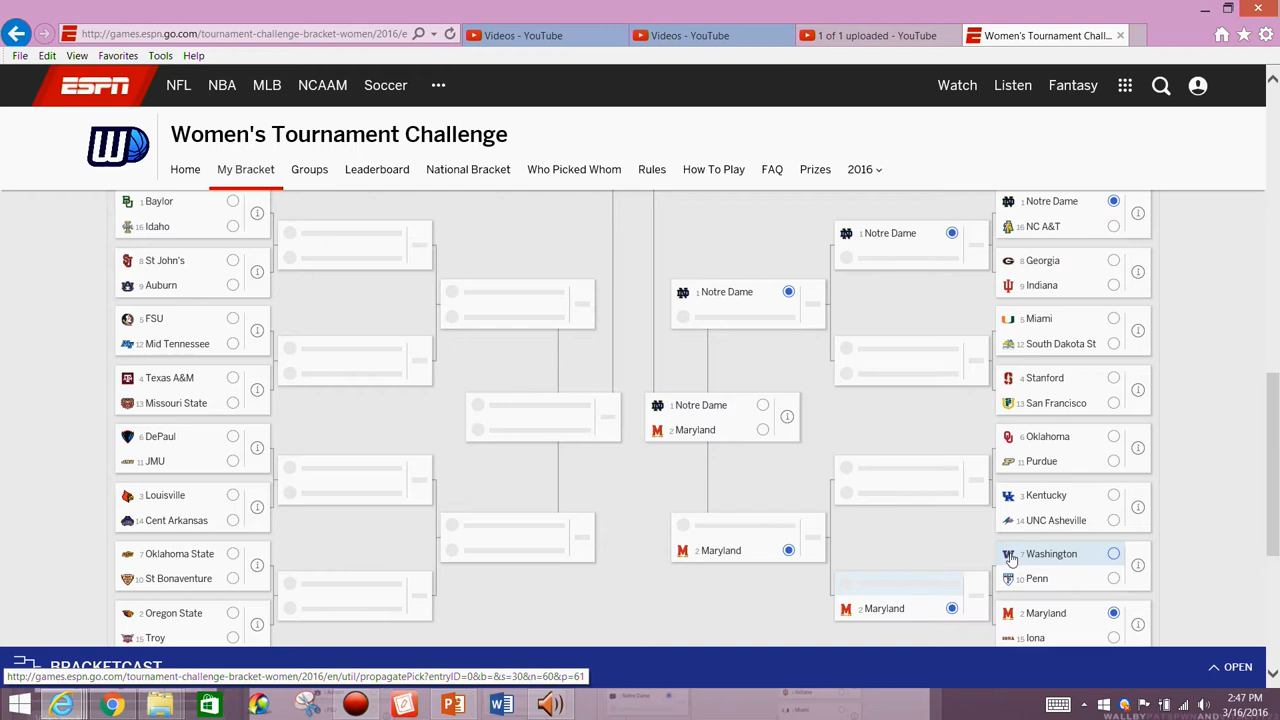 http://games.espn.go.com/tournament-challenge-bracket-women/2016/e
Videos - YouTube
Videos - YouTube
1 of 1 uploaded - YouTube
Women's Tournament Chall...
File Edit View Favorites Tools Help
ESPN NFL NBA MLB NCAAM Soccer ••• Watch Listen Fantasy
W Women's Tournament Challenge
Home My Bracket Groups Leaderboard National Bracket Who Picked Whom Rules How To Play FAQ Prizes 2016
1 Baylor
16 Idaho
8 St John's
9 Auburn
5 FSU
12 Mid Tennessee
4 Texas A&M
13 Missouri State
6 DePaul
11 JMU
3 Louisville
14 Cent Arkansas
7 Oklahoma State
10 St Bonaventure
2 Oregon State
15 Troy
1 Notre Dame
2 Maryland
1 Notre Dame
2 Maryland
1 Notre Dame
2 Maryland
1 Notre Dame
16 NC A&T
8 Georgia
9 Indiana
5 Miami
12 South Dakota St
4 Stanford
13 San Francisco
6 Oklahoma
11 Purdue
3 Kentucky
14 UNC Asheville
7 Washington
10 Penn
2 Maryland
15 Iona
BRACKETCAST
OPEN
http://games.espn.go.com/tournament-challenge-bracket-women/2016/en/util/propagatePick?entryID=0&b=&s=30&n=60&p=61
2:47 PM
3/16/2016